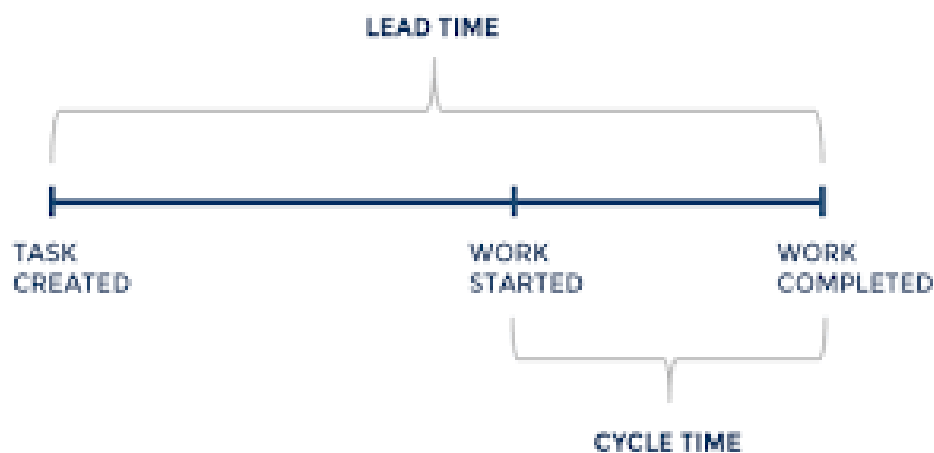 LEAD TIME
TASK
CREATED
WORK
STARTED
WORK
COMPLETED
CYCLE TIME